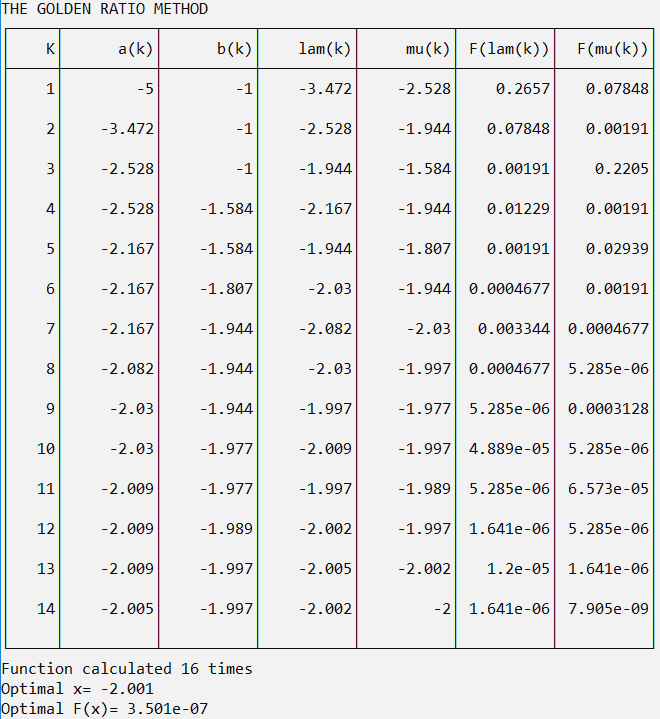 THE GOLDEN RATIO METHOD
K a(k) b(k) lam(k) mu(k) F(lam(k)) F(mu(k))
1 -5 -1 -3.472 -2.528 0.2657 0.07848
2 -3.472 -1 -2.528 -1.944 0.07848 0.00191
3 -2.528 -1 -1.944 -1.584 0.00191 0.2205
4 -2.528 -1.584 -2.167 -1.944 0.01229 0.00191
5 -2.167 -1.584 -1.944 -1.807 0.00191 0.02939
6 -2.167 -1.807 -2.03 -1.944 0.0004677 0.00191
7 -2.167 -1.944 -2.082 -2.03 0.003344 0.0004677
8 -2.082 -1.944 -2.03 -1.997 0.0004677 5.285e-06
9 -2.03 -1.944 -1.997 -1.977 5.285e-06 0.0003128
10 -2.03 -1.977 -2.009 -1.997 4.889e-05 5.285e-06
11 -2.009 -1.977 -1.997 -1.989 5.285e-06 6.573e-05
12 -2.009 -1.989 -2.002 -1.997 1.641e-06 5.285e-06
13 -2.009 -1.997 -2.005 -2.002 1.2e-05 1.641e-06
14 -2.005 -1.997 -2.002 -2 1.641e-06 7.905e-09
Function calculated 16 times
Optimal x= -2.001
Optimal F(x)= 3.501e-07